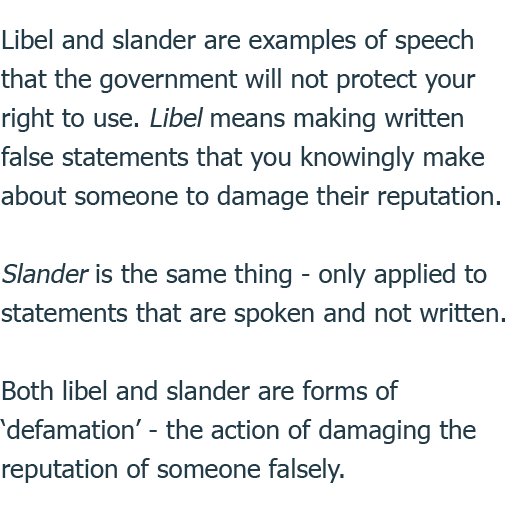 Libel and slander are examples of speech
that the government will not protect your
right to use. Libel means making written
false statements that you knowingly make
about someone to damage their reputation.
Slander is the same thing - only applied to
statements that are spoken and not written.
Both libel and slander are forms of
‘defamation’ - the action of damaging the
reputation of someone falsely.